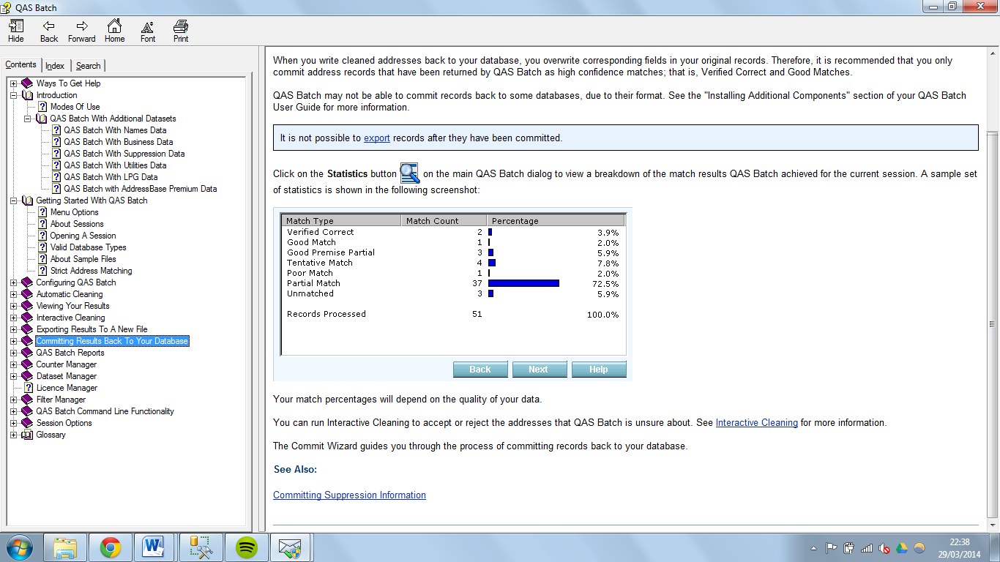 QAS Batch
Hide Back Forward Home Font Print
Contents Index Search
Ways To Get Help
Introduction
Modes Of Use
QAS Batch With Additional Datasets
QAS Batch With Names Data
QAS Batch With Business Data
QAS Batch With Suppression Data
QAS Batch With Utilities Data
QAS Batch With LPG Data
QAS Batch with AddressBase Premium Data
Getting Started With QAS Batch
Menu Options
About Sessions
Opening A Session
Valid Database Types
About Sample Files
Strict Address Matching
Configuring QAS Batch
Automatic Cleaning
Viewing Your Results
Interactive Cleaning
Exporting Results To A New File
Committing Results Back To Your Database
QAS Batch Reports
Counter Manager
Dataset Manager
Licence Manager
Filter Manager
QAS Batch Command Line Functionality
Session Options
Glossary
When you write cleaned addresses back to your database, you overwrite corresponding fields in your original records. Therefore, it is recommended that you only
commit address records that have been returned by QAS Batch as high confidence matches; that is, Verified Correct and Good Matches.
QAS Batch may not be able to commit records back to some databases, due to their format. See the "Installing Additional Components" section of your QAS Batch
User Guide for more information.
It is not possible to export records after they have been committed.
Click on the Statistics button on the main QAS Batch dialog to view a breakdown of the match results QAS Batch achieved for the current session. A sample set
of statistics is shown in the following screenshot:
Match Type Match Count Percentage
Verified Correct 2 3.9%
Good Match 1 2.0%
Good Premise Partial 3 5.9%
Tentative Match 4 7.8%
Poor Match 1 2.0%
Partial Match 37 72.5%
Unmatched 3 5.9%
Records Processed 51 100.0%
Back Next Help
Your match percentages will depend on the quality of your data.
You can run Interactive Cleaning to accept or reject the addresses that QAS Batch is unsure about. See Interactive Cleaning for more information.
The Commit Wizard guides you through the process of committing records back to your database.
See Also:
Committing Suppression Information
22:38
29/03/2014